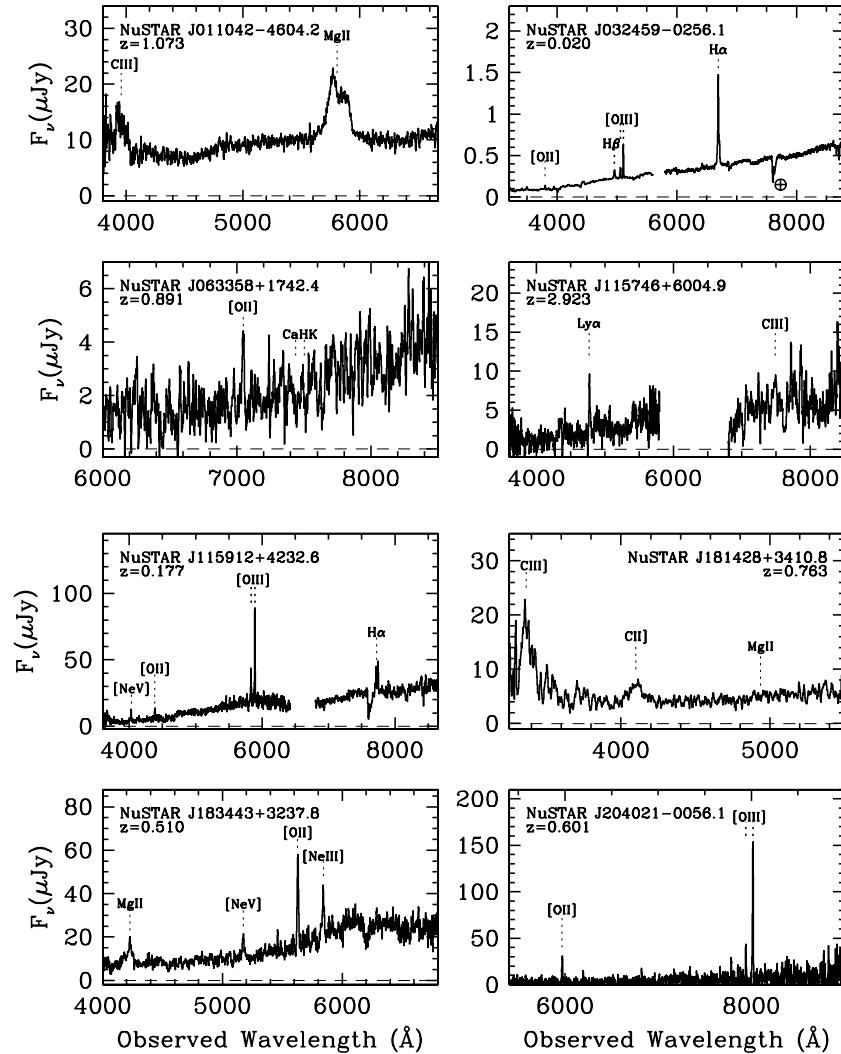 NuSTAR J011042-4604.2
z=1.073
MgII
CIII]
30
20
10
0
4000 5000 6000
Fν(μJy)
NuSTAR J032459-0256.1
z=0.020
Hα
[OIII]
Hβ
[OII]
⊕
2
1.5
1
0.5
0
4000 6000 8000
NuSTAR J063358+1742.4
z=0.891
[OII]
CaHK
6
4
2
0
6000 7000 8000
Fν(μJy)
NuSTAR J115746+6004.9
z=2.923
Lyα
CIII]
20
15
10
5
0
4000 6000 8000
NuSTAR J115912+4232.6
z=0.177
[OIII]
Hα
[OII]
[NeV]
100
50
0
4000 6000 8000
Fν(μJy)
NuSTAR J181428+3410.8
z=0.763
CIII]
CII]
MgII
30
20
10
0
4000 5000
NuSTAR J183443+3237.8
z=0.510
[OII]
[NeIII]
MgII
[NeV]
80
60
40
20
0
4000 5000 6000
Fν(μJy)
Observed Wavelength (Å)
NuSTAR J204021-0056.1
z=0.601
[OIII]
[OII]
200
150
100
50
0
6000 8000
Observed Wavelength (Å)